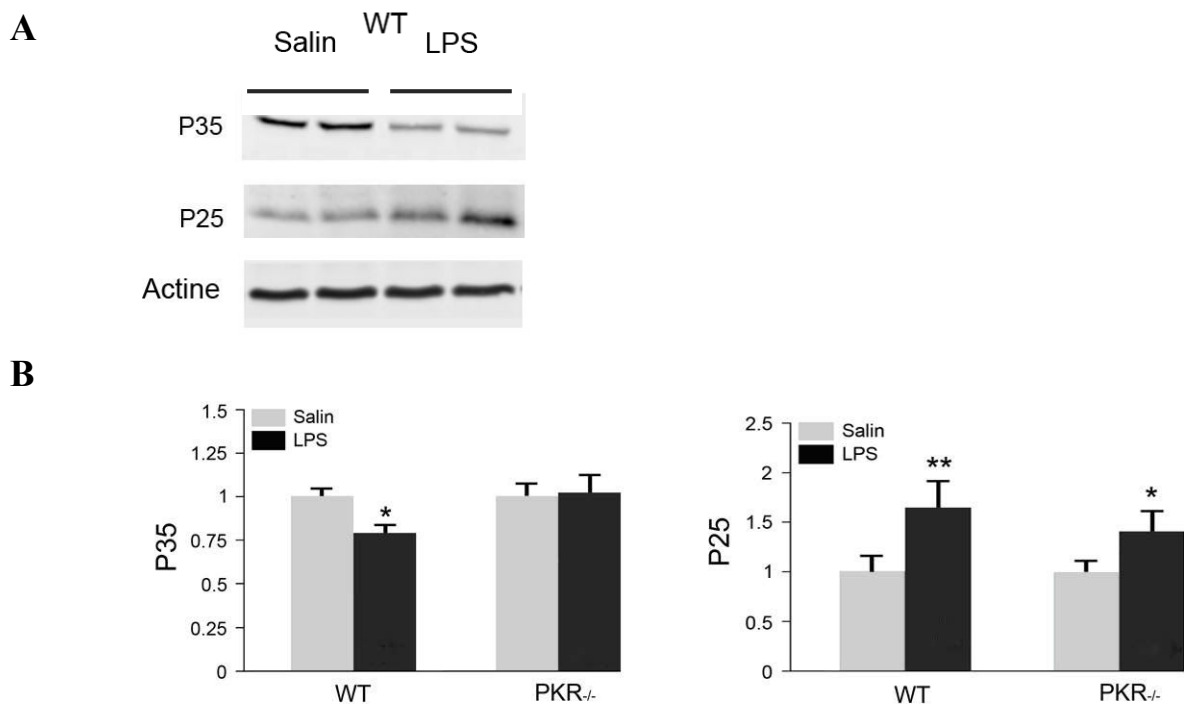 A
WT
Salin LPS
P35
P25
Actine
B
1.5
1.25
1
0.75
0.5
0.25
0
P35
Salin
LPS
*
WT PKR-/-
2.5
2
1.5
1
0.5
0
P25
Salin
LPS
**
*
WT PKR-/-